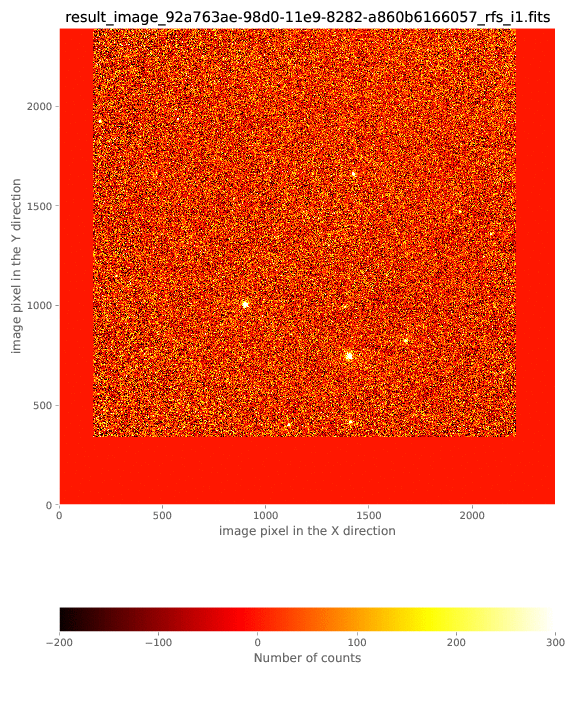 result_image_92a763ae-98d0-11e9-8282-a860b6166057_rfs_i1.fits
2000
1500
1000
500
0
image pixel in the Y direction
0 500 1000 1500 2000
image pixel in the X direction
−200 −100 0 100 200 300
Number of counts